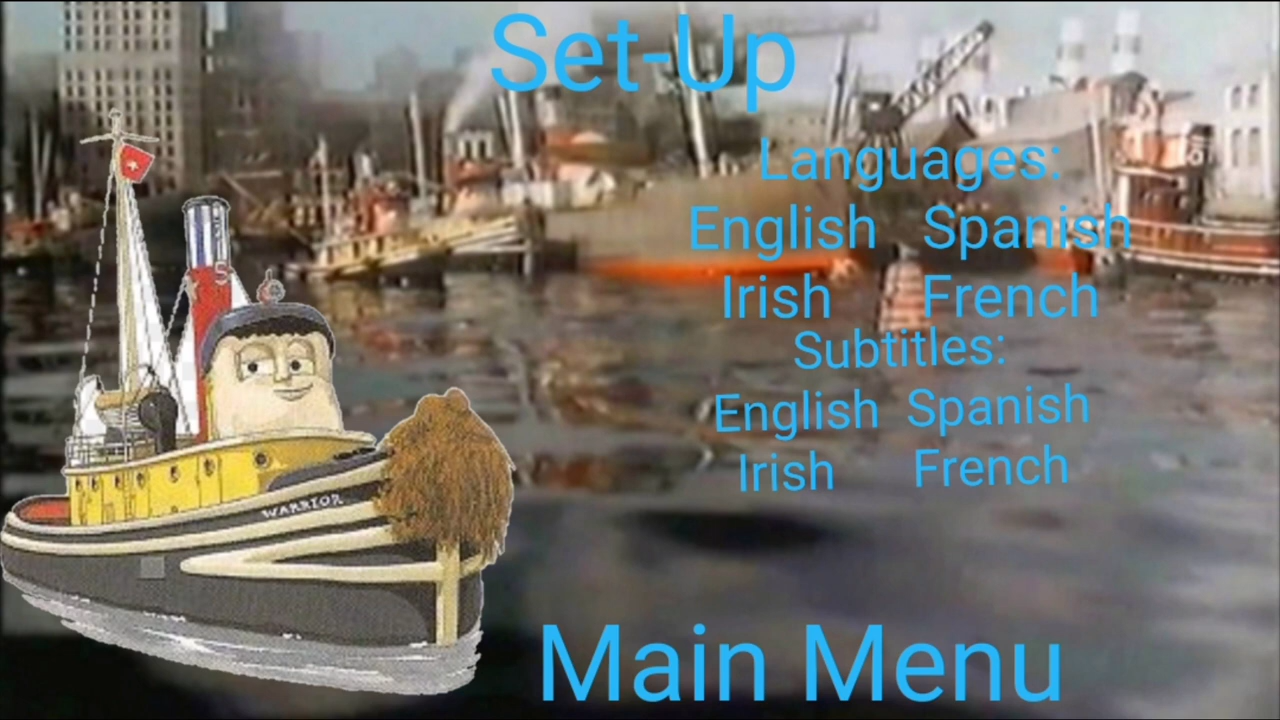 Set-Up
Languages:
English Spanish
Irish French
Subtitles:
English Spanish
Irish French
WARRIOR
Main Menu